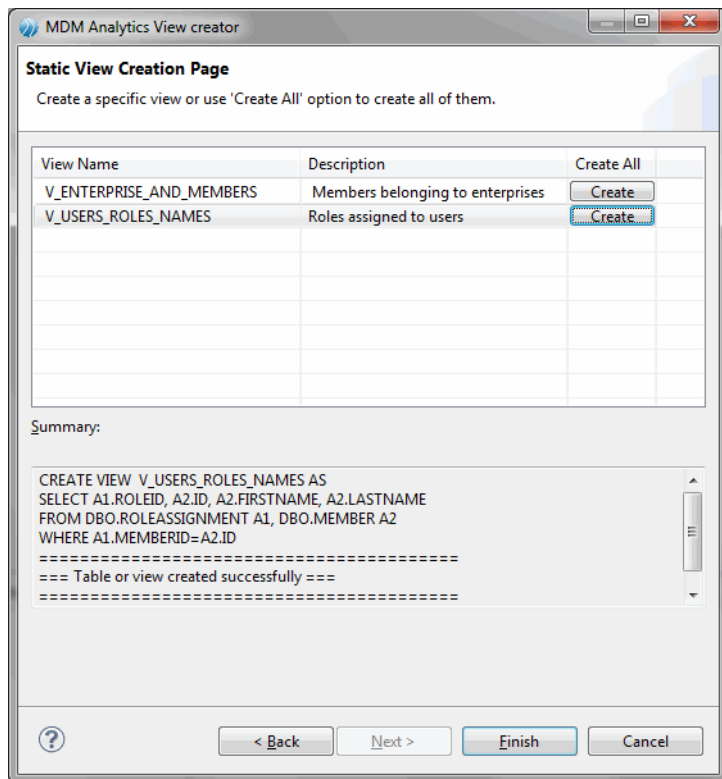 MDM Analytics View creator
Static View Creation Page
Create a specific view or use 'Create All' option to create all of them.
View Name Description Create All
V_ENTERPRISE_AND_MEMBERS Members belonging to enterprises Create
V_USERS_ROLES_NAMES Roles assigned to users Create
Summary:
CREATE VIEW V_USERS_ROLES_NAMES AS
SELECT A1.ROLEID, A2.ID, A2.FIRSTNAME, A2.LASTNAME
FROM DBO.ROLEASSIGNMENT A1, DBO.MEMBER A2
WHERE A1.MEMBERID=A2.ID
=========================================
=== Table or view created successfully ===
=========================================
? < Back Next > Finish Cancel